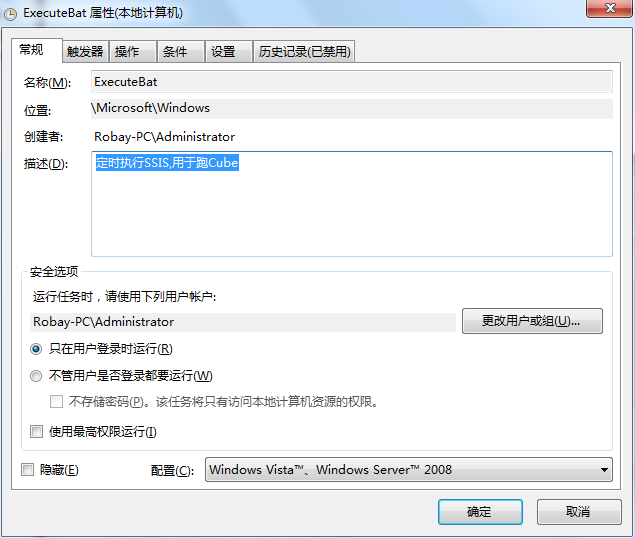 ExecuteBat 属性(本地计算机)
常规 触发器 操作 条件 设置 历史记录(已禁用)
名称(M): ExecuteBat
位置: \Microsoft\Windows
创建者: Robay-PC\Administrator
描述(D): 定时执行SSIS,用于跑Cube
安全选项
运行任务时，请使用下列用户帐户:
Robay-PC\Administrator 更改用户或组(U)...
只在用户登录时运行(R)
不管用户是否登录都要运行(W)
不存储密码(P)。该任务将只有访问本地计算机资源的权限。
使用最高权限运行(I)
隐藏(E) 配置(C): Windows Vista™、Windows Server™ 2008
确定 取消